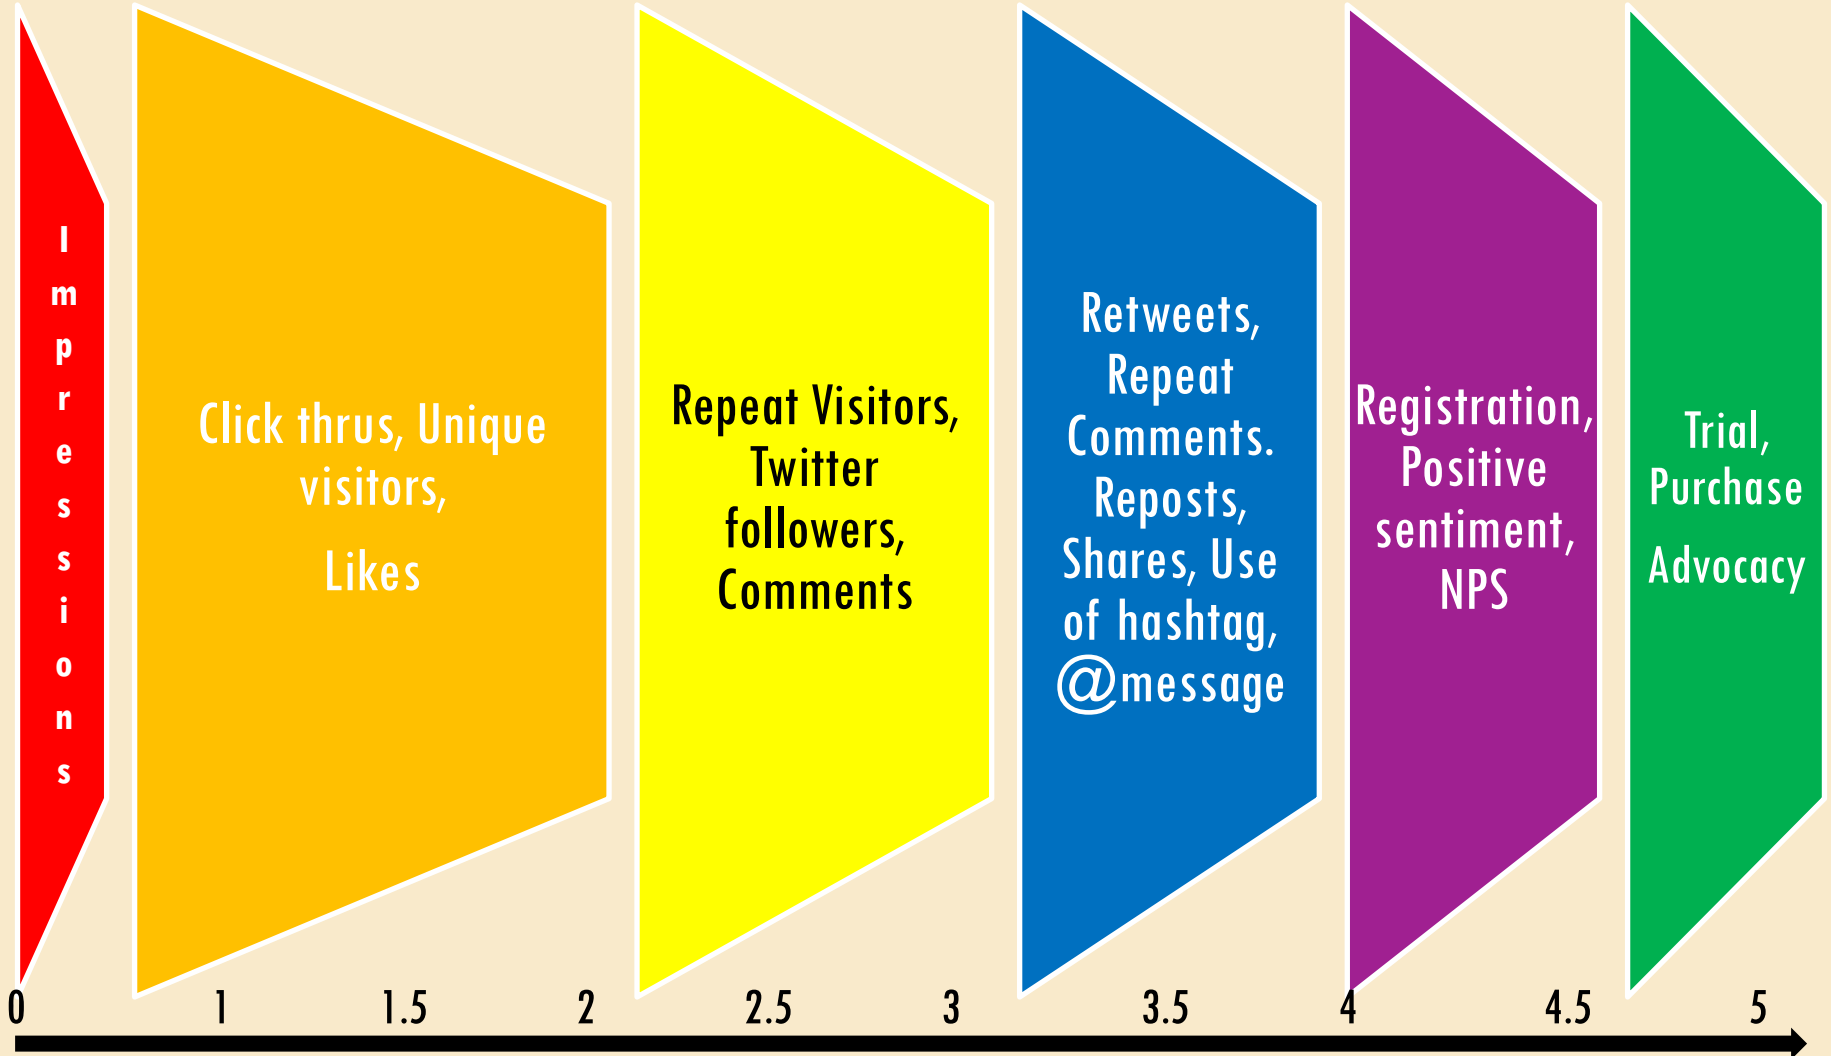 Impressions
Click thrus, Unique
visitors,
Likes
Repeat Visitors,
Twitter
followers,
Comments
Retweets,
Repeat
Comments.
Reposts,
Shares, Use
of hashtag,
@message
Registration,
Positive
sentiment,
NPS
Trial,
Purchase
Advocacy
0 1 1.5 2 2.5 3 3.5 4 4.5 5